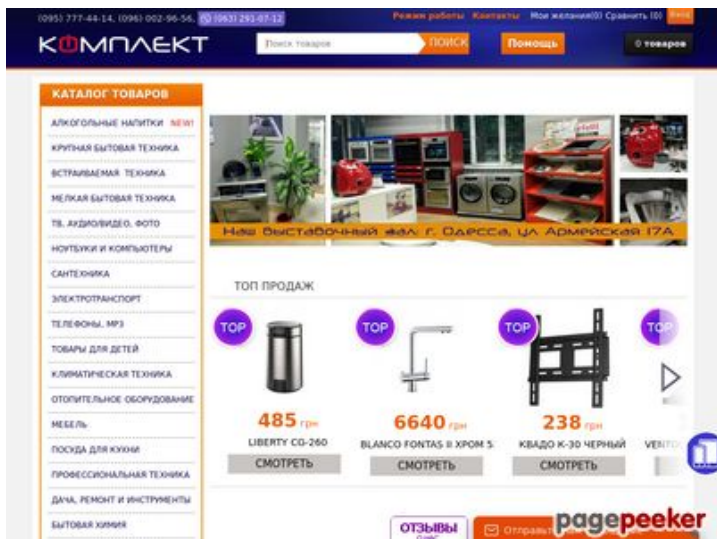 (095) 777-44-14, (096) 002-96-56, (063) 291-07-12
Режим работы Контакты Мои желания(0) Сравнить (0) Вход
КОМПЛЕКТ
Поиск товаров ПОИСК
Помощь
0 товаров
КАТАЛОГ ТОВАРОВ
АЛКОГОЛЬНЫЕ НАПИТКИ NEW!
КРУПНАЯ БЫТОВАЯ ТЕХНИКА
ВСТРАИВАЕМАЯ ТЕХНИКА
МЕЛКАЯ БЫТОВАЯ ТЕХНИКА
ТВ, АУДИО/ВИДЕО, ФОТО
НОУТБУКИ И КОМПЬЮТЕРЫ
САНТЕХНИКА
ЭЛЕКТРОТРАНСПОРТ
ТЕЛЕФОНЫ, MP3
ТОВАРЫ ДЛЯ ДЕТЕЙ
КЛИМАТИЧЕСКАЯ ТЕХНИКА
ОТОПИТЕЛЬНОЕ ОБОРУДОВАНИЕ
МЕБЕЛЬ
ПОСУДА ДЛЯ КУХНИ
ПРОФЕССИОНАЛЬНАЯ ТЕХНИКА
ДАЧА, РЕМОНТ И ИНСТРУМЕНТЫ
БЫТОВАЯ ХИМИЯ
Наш выставочный зал: г. Одесса, ул Армейская 17А
ТОП ПРОДАЖ
TOP TOP TOP TOP
485 грн
LIBERTY CG-260
СМОТРЕТЬ
6640 грн
BLANCO FONTAS II ХРОМ 5
СМОТРЕТЬ
238 грн
КВАДО К-30 ЧЕРНЫЙ
СМОТРЕТЬ
ОТЗЫВЫ
pagepeeker